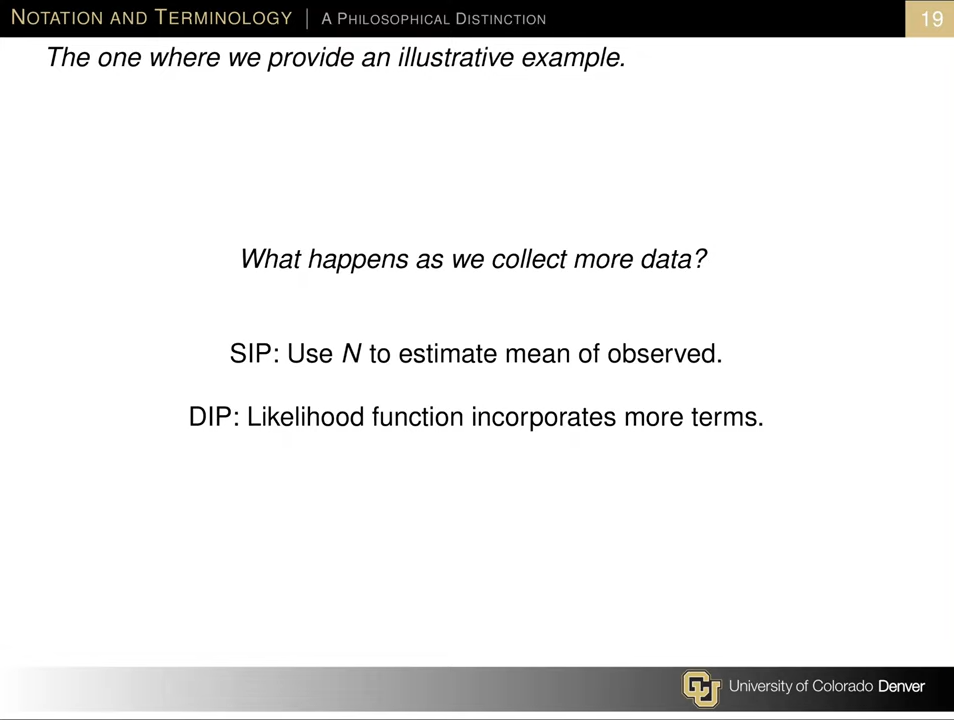 NOTATION AND TERMINOLOGY | A PHILOSOPHICAL DISTINCTION 19
The one where we provide an illustrative example.
What happens as we collect more data?
SIP: Use N to estimate mean of observed.
DIP: Likelihood function incorporates more terms.
University of Colorado Denver